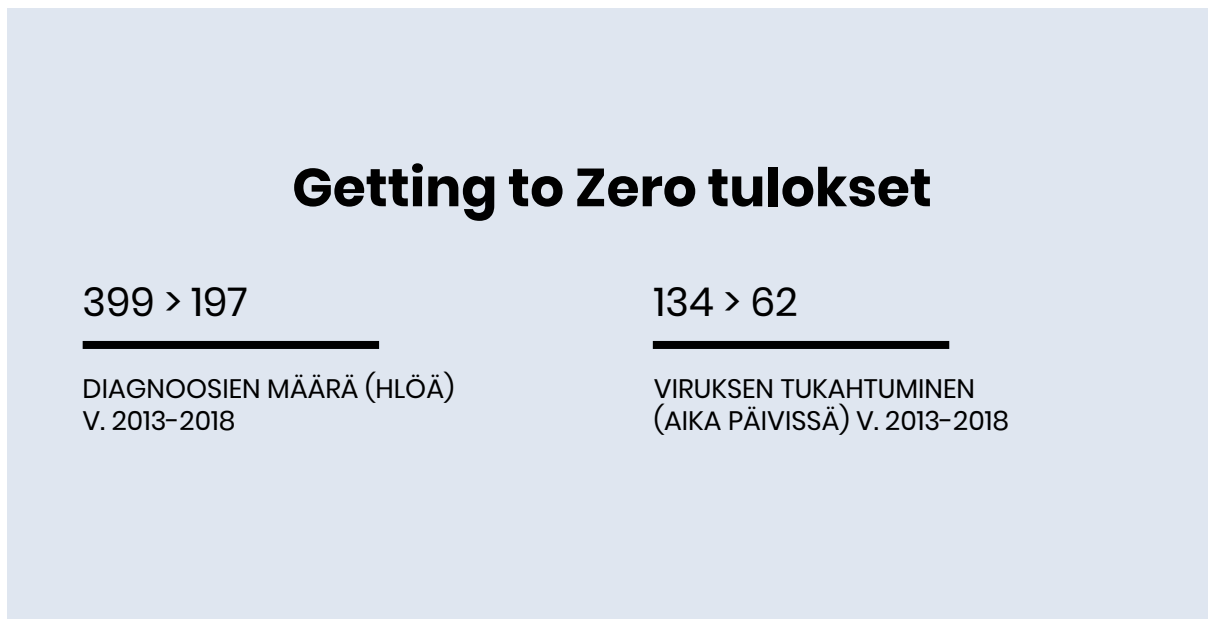 Getting to Zero tulokset
399 > 197
DIAGNOOSIEN MÄÄRÄ (HLÖÄ)
V. 2013-2018
134 > 62
VIRUKSEN TUKAHTUMINEN
(AIKA PÄIVISSÄ) V. 2013-2018